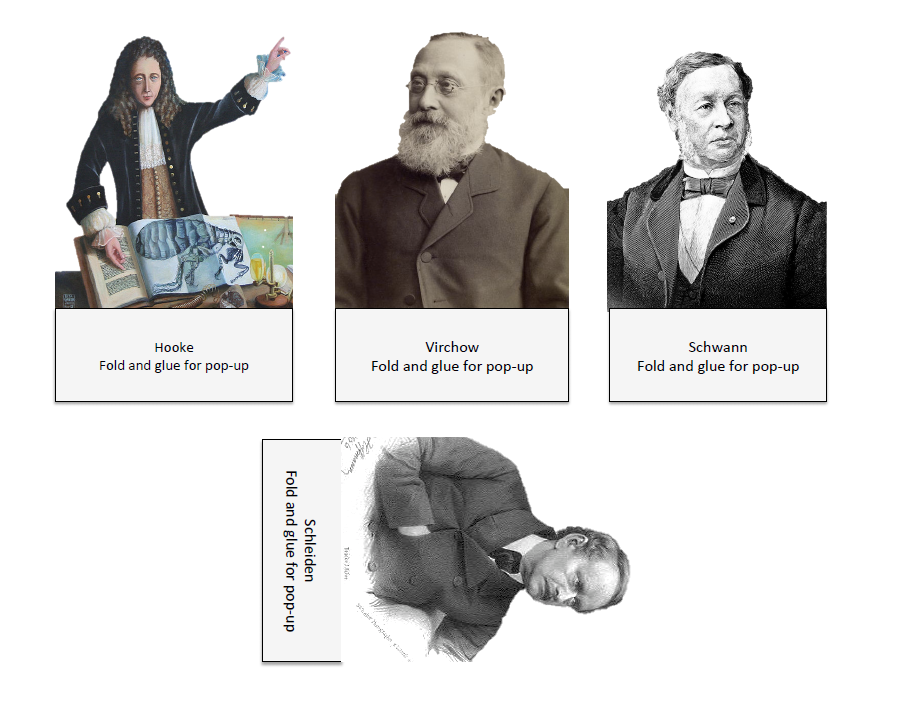 Hooke
Fold and glue for pop-up
Virchow
Fold and glue for pop-up
Schwann
Fold and glue for pop-up
Schleiden
Fold and glue for pop-up